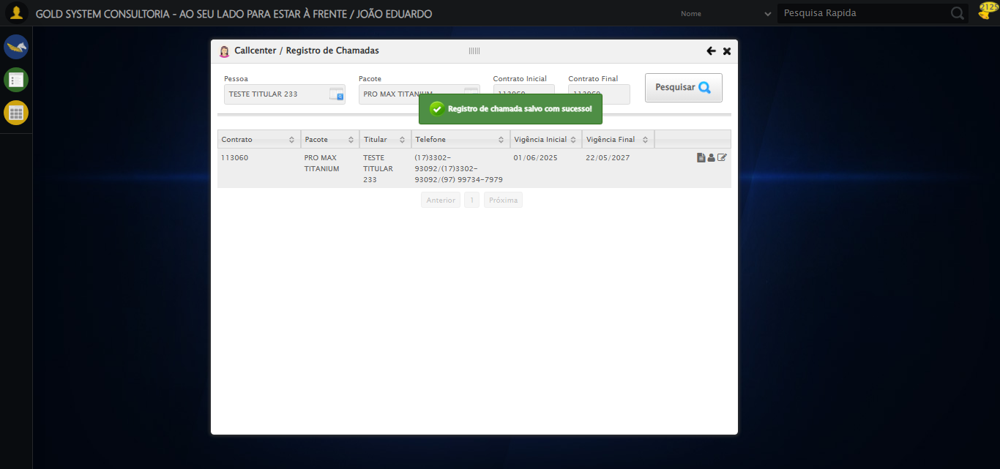 GOLD SYSTEM CONSULTORIA - AO SEU LADO PARA ESTAR À FRENTE / JOÃO EDUARDO
Nome
Pesquisa Rapida
2125
Callcenter / Registro de Chamadas
Pessoa
Pacote
Contrato Inicial
Contrato Final
TESTE TITULAR 233
PRO MAX TITANIUM
113060
113060
Pesquisar
Registro de chamada salvo com sucesso!
Contrato
Pacote
Titular
Telefone
Vigência Inicial
Vigência Final
113060
PRO MAX
TITANIUM
TESTE
TITULAR
233
(17)3302-
93092/(17)3302-
93092/(97) 99734-7979
01/06/2025
22/05/2027
Anterior
1
Próxima